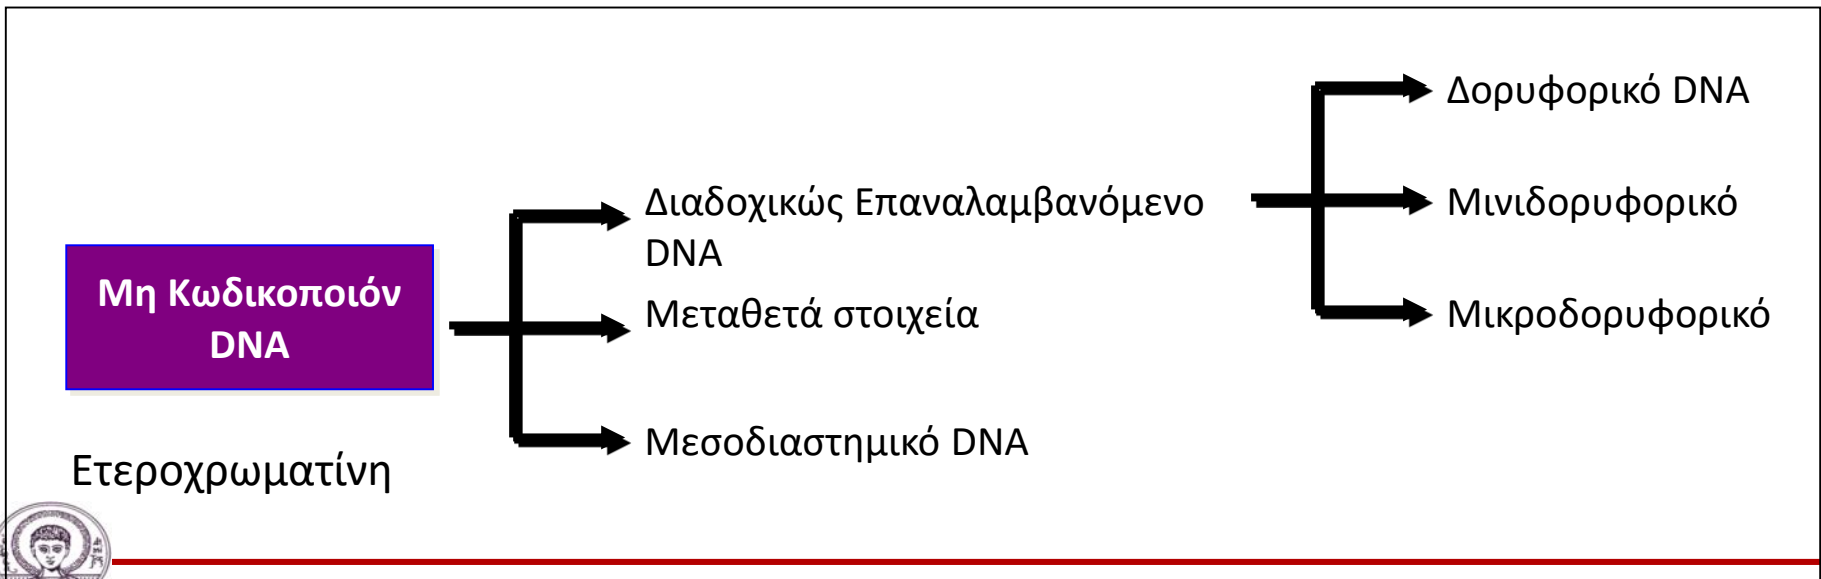 Δορυφορικό DNA
Διαδοχικώς Επαναλαμβανόμενο
DNA
Μινιδορυφορικό
Μη Κωδικοποιόν
DNA
Μεταθετά στοιχεία
Μικροδορυφορικό
Μεσοδιαστημικό DNA
Ετεροχρωματίνη